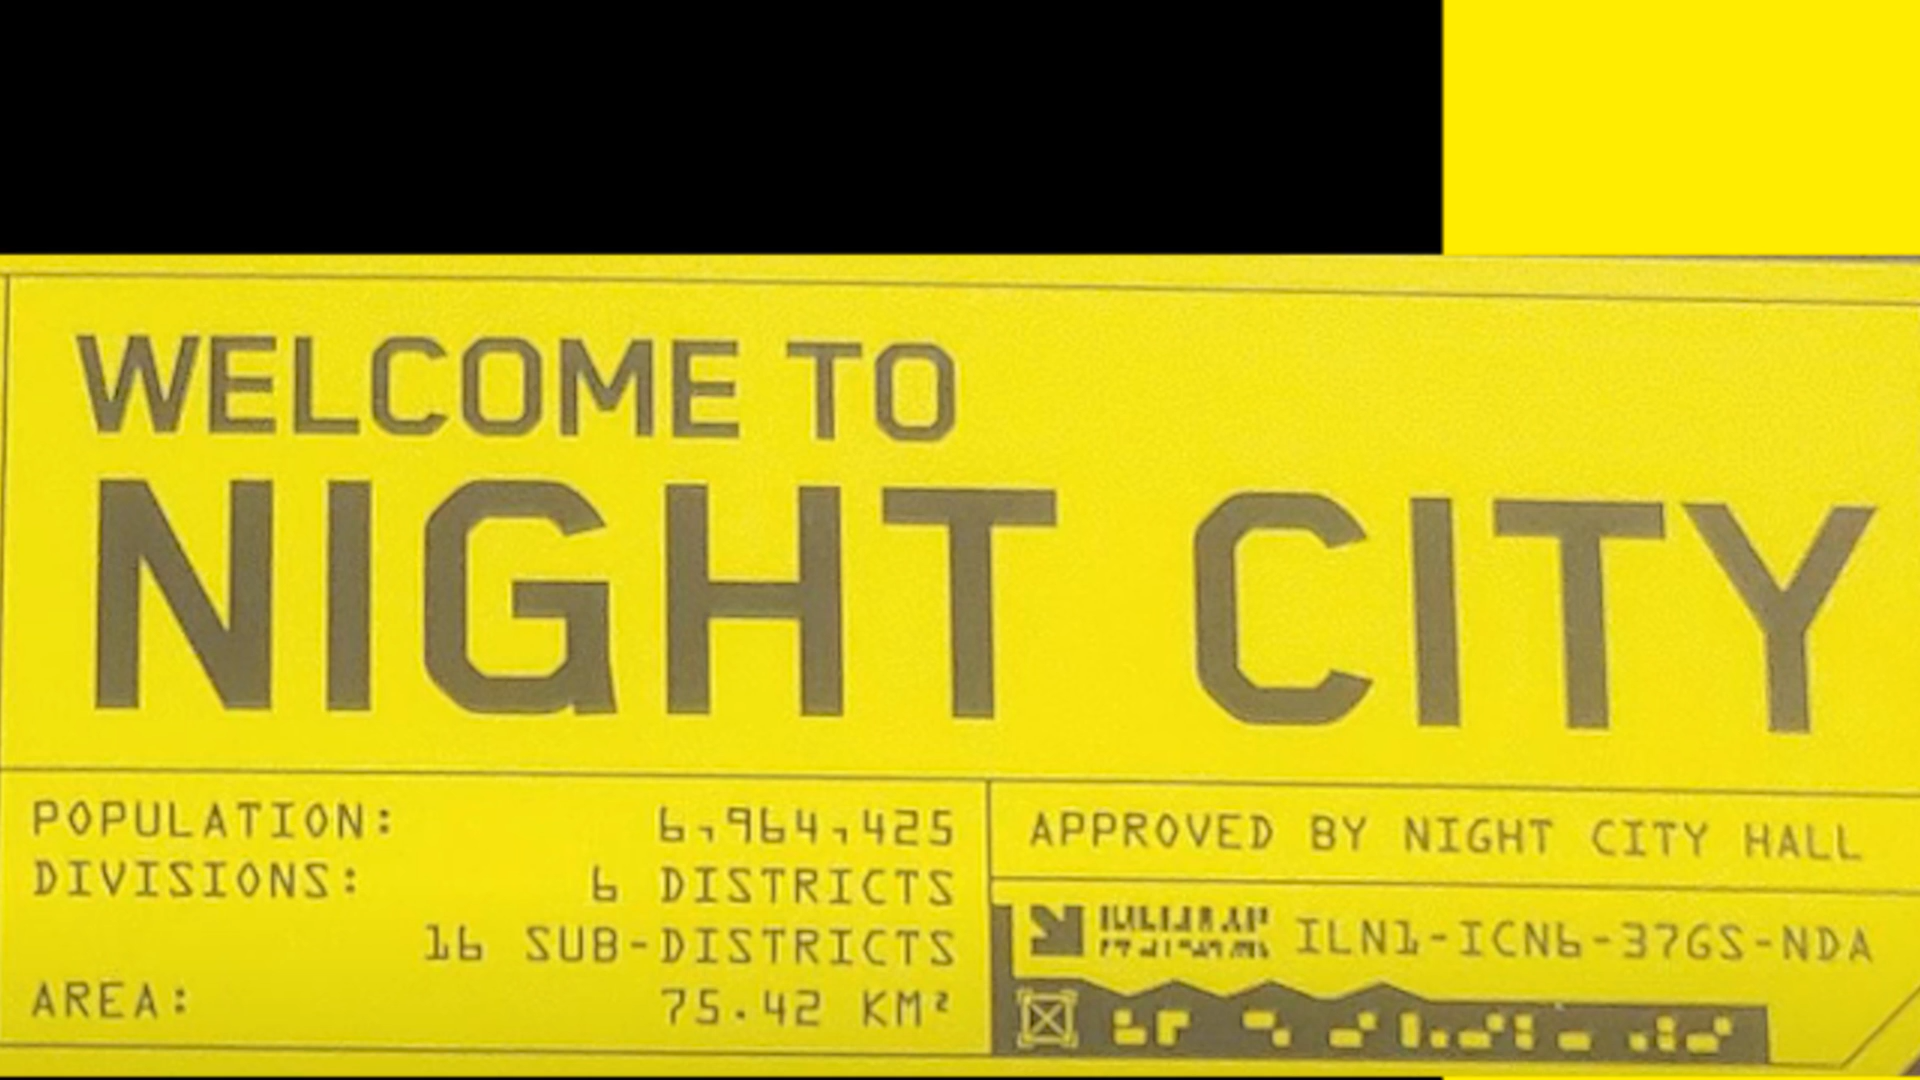 WELCOME TO
NIGHT CITY
POPULATION: 6,964,425
DIVISIONS: 6 DISTRICTS
16 SUB-DISTRICTS
AREA: 75.42 KM²
APPROVED BY NIGHT CITY HALL
ILN1-ICN6-37GS-NDA